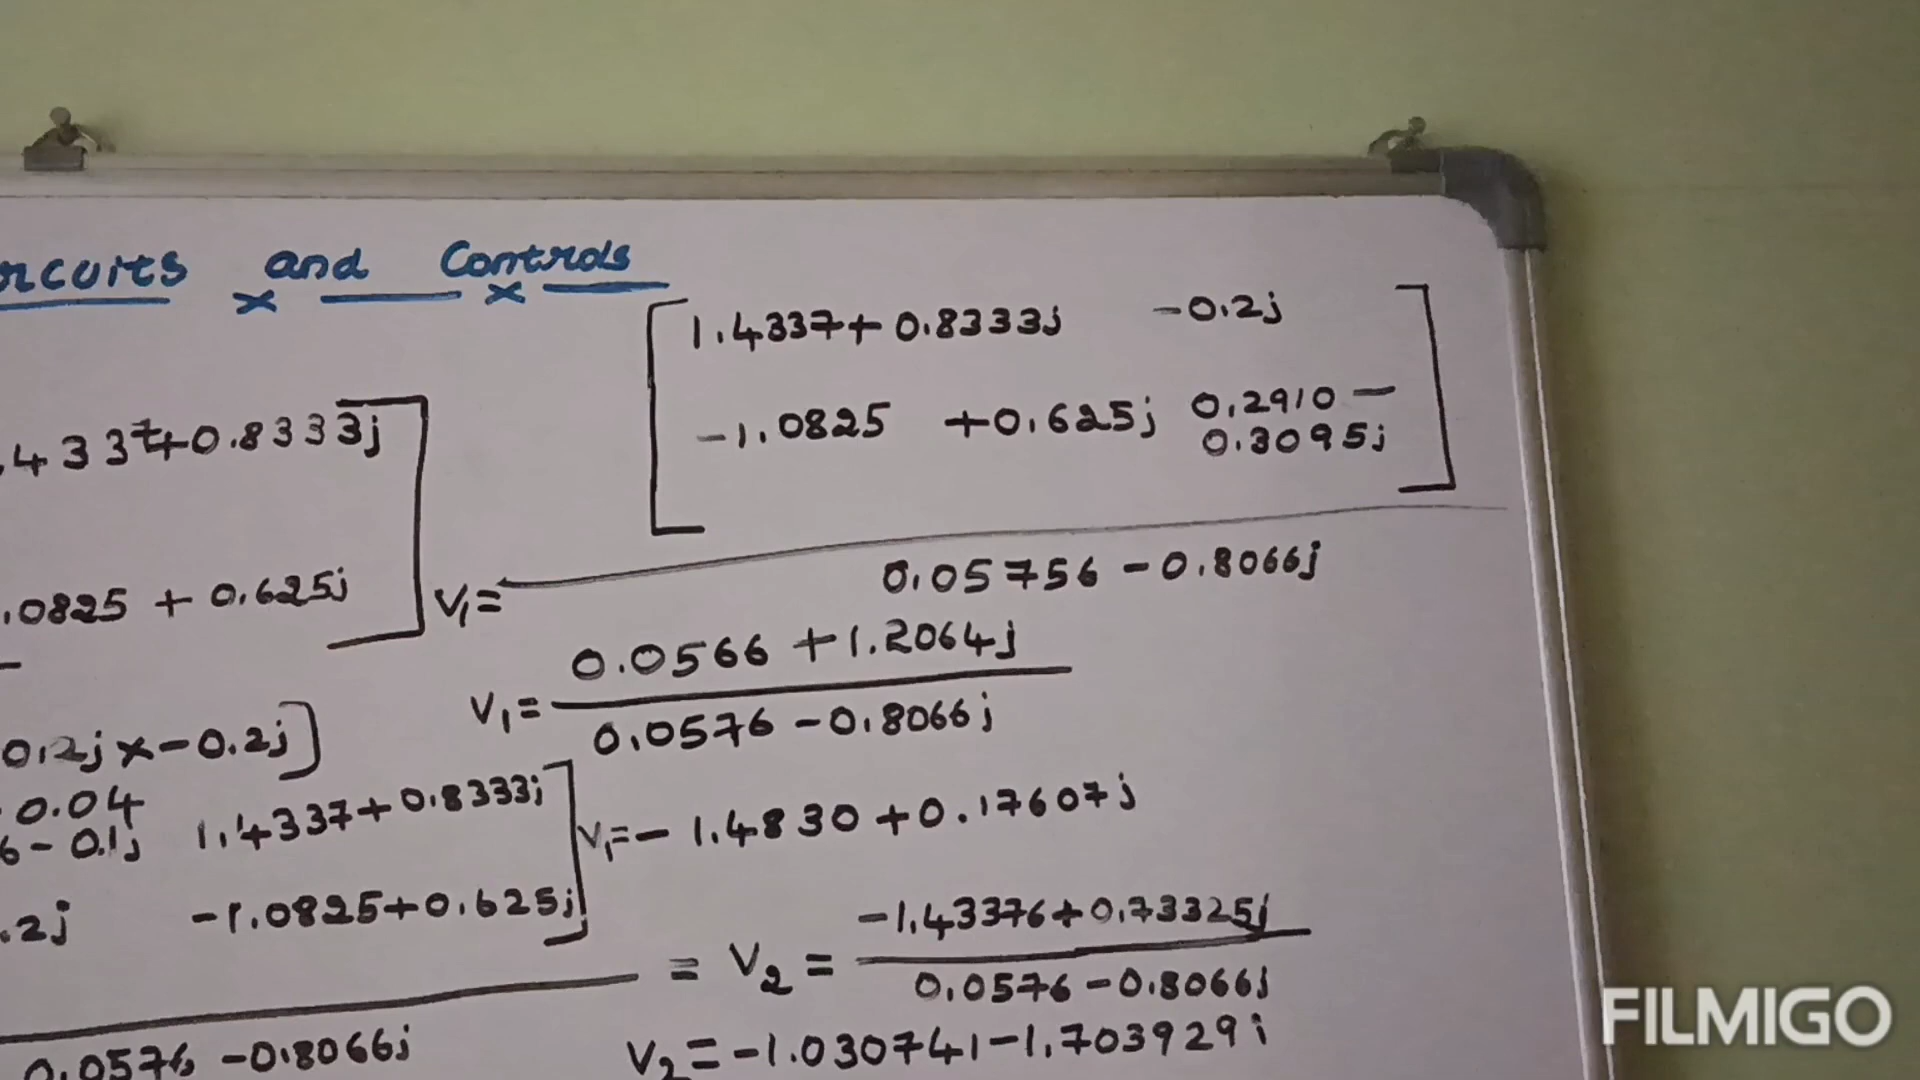 rcuits and Controls
1.4337+ 0.8333j -0.2j
-1.0825 +0.625j 0.2910 -
0.3095j
.4337+0.8333j
.0825 + 0.625j
V1=
0.05756 - 0.8066j
0.0566 +1.2064j
V1=
0.0576 -0.8066j
0.2j x -0.2j]
0.04
6 - 0.1j 1.4337+0.8333j
V1= - 1.4830 +0.17607j
.2j -1.0825+0.625j
= V2 =
-1.43376+0.73325j
0.0576 -0.8066j
0.0576 -0.8066j
V2 = -1.030741-1.703929i
FILMIGO